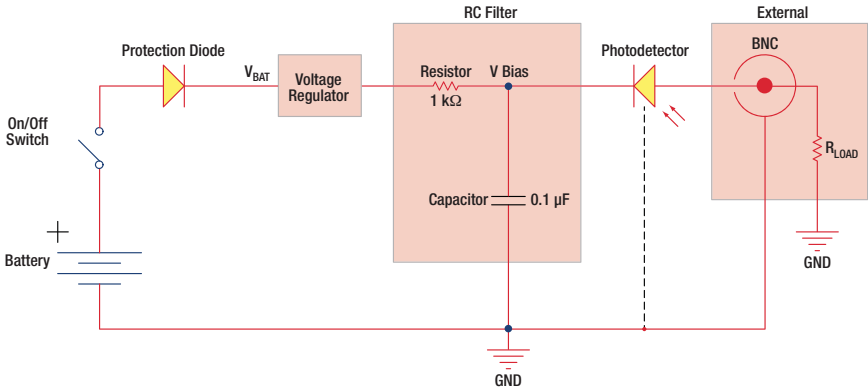 RC Filter
External
Protection Diode
Photodetector
BNC
V_BAT
Voltage
Regulator
Resistor
V Bias
1 kΩ
On/Off
Switch
R_LOAD
Capacitor
0.1 µF
+
Battery
GND
GND